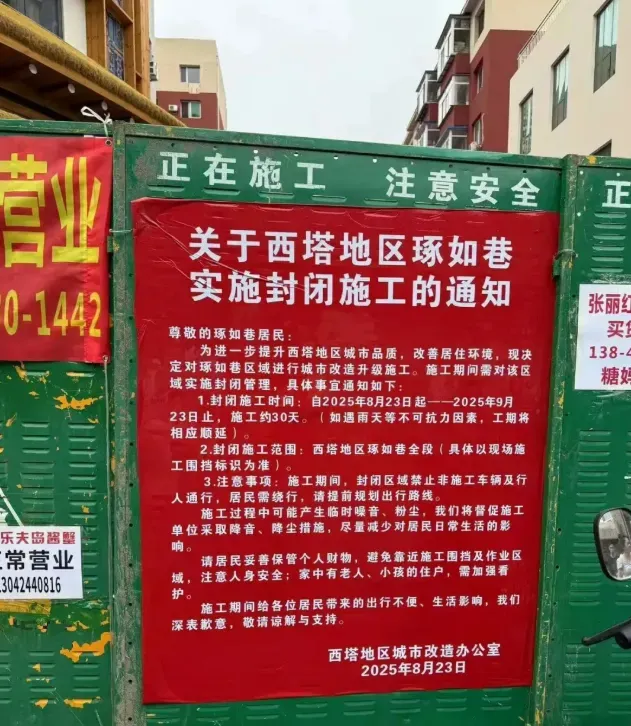 正在施工 注意安全
正
营业
0-1442
关于西塔地区琢如巷
实施封闭施工的通知
尊敬的琢如巷居民：
为进一步提升西塔地区城市品质，改善居住环境，现决
定对琢如巷区域进行城市改造升级施工。施工期间需对该区
域实施封闭管理，具体事宜通知如下：
1.封闭施工时间：自2025年8月23日起——2025年9月
23日止，施工约30天。（如遇雨天等不可抗力因素，工期将
相应顺延）。
2.封闭施工范围：西塔地区琢如巷全段（具体以现场施
工围挡标识为准）。
3.注意事项：施工期间，封闭区域禁止非施工车辆及行
人通行，居民需绕行，请提前规划出行路线。
施工过程中可能产生临时噪音、粉尘，我们将督促施工
单位采取降音、降尘措施，尽量减少对居民日常生活的影
响。
请居民妥善保管个人财物，避免靠近施工围挡及作业区
域，注意人身安全；家中有老人、小孩的住户，需加强看
护。
施工期间给各位居民带来的出行不便、生活影响，我们
深表歉意，敬请谅解与支持。
西塔地区城市改造办公室
2025年8月23日
乐夫岛酱蟹
常营业
13042440816
张丽红
买货
138-4
糖